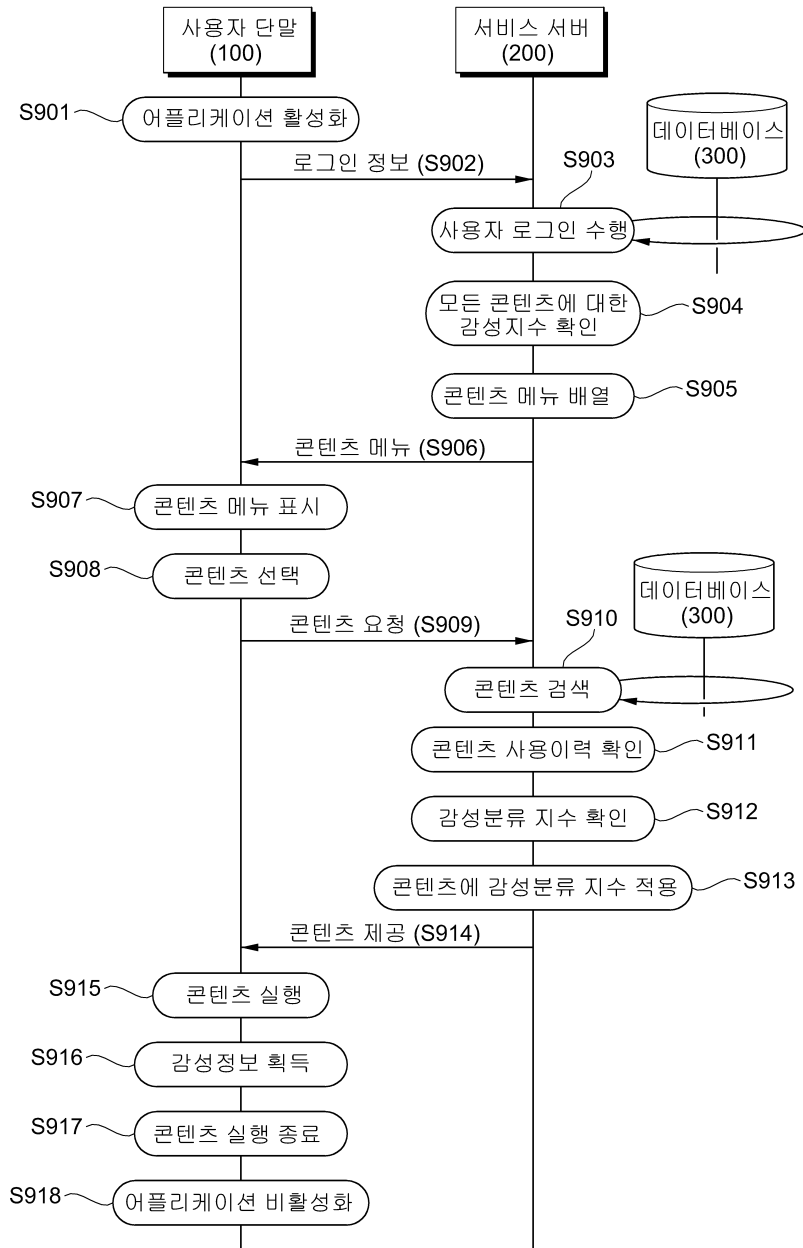 사용자 단말
(100)
서비스 서버
(200)
S901
어플리케이션 활성화
데이터베이스
(300)
로그인 정보 (S902)
S903
사용자 로그인 수행
모든 콘텐츠에 대한
감성지수 확인
S904
콘텐츠 메뉴 배열
S905
콘텐츠 메뉴 (S906)
S907
콘텐츠 메뉴 표시
S908
콘텐츠 선택
데이터베이스
(300)
콘텐츠 요청 (S909)
S910
콘텐츠 검색
콘텐츠 사용이력 확인
S911
감성분류 지수 확인
S912
콘텐츠에 감성분류 지수 적용
S913
콘텐츠 제공 (S914)
S915
콘텐츠 실행
S916
감성정보 획득
S917
콘텐츠 실행 종료
S918
어플리케이션 비활성화